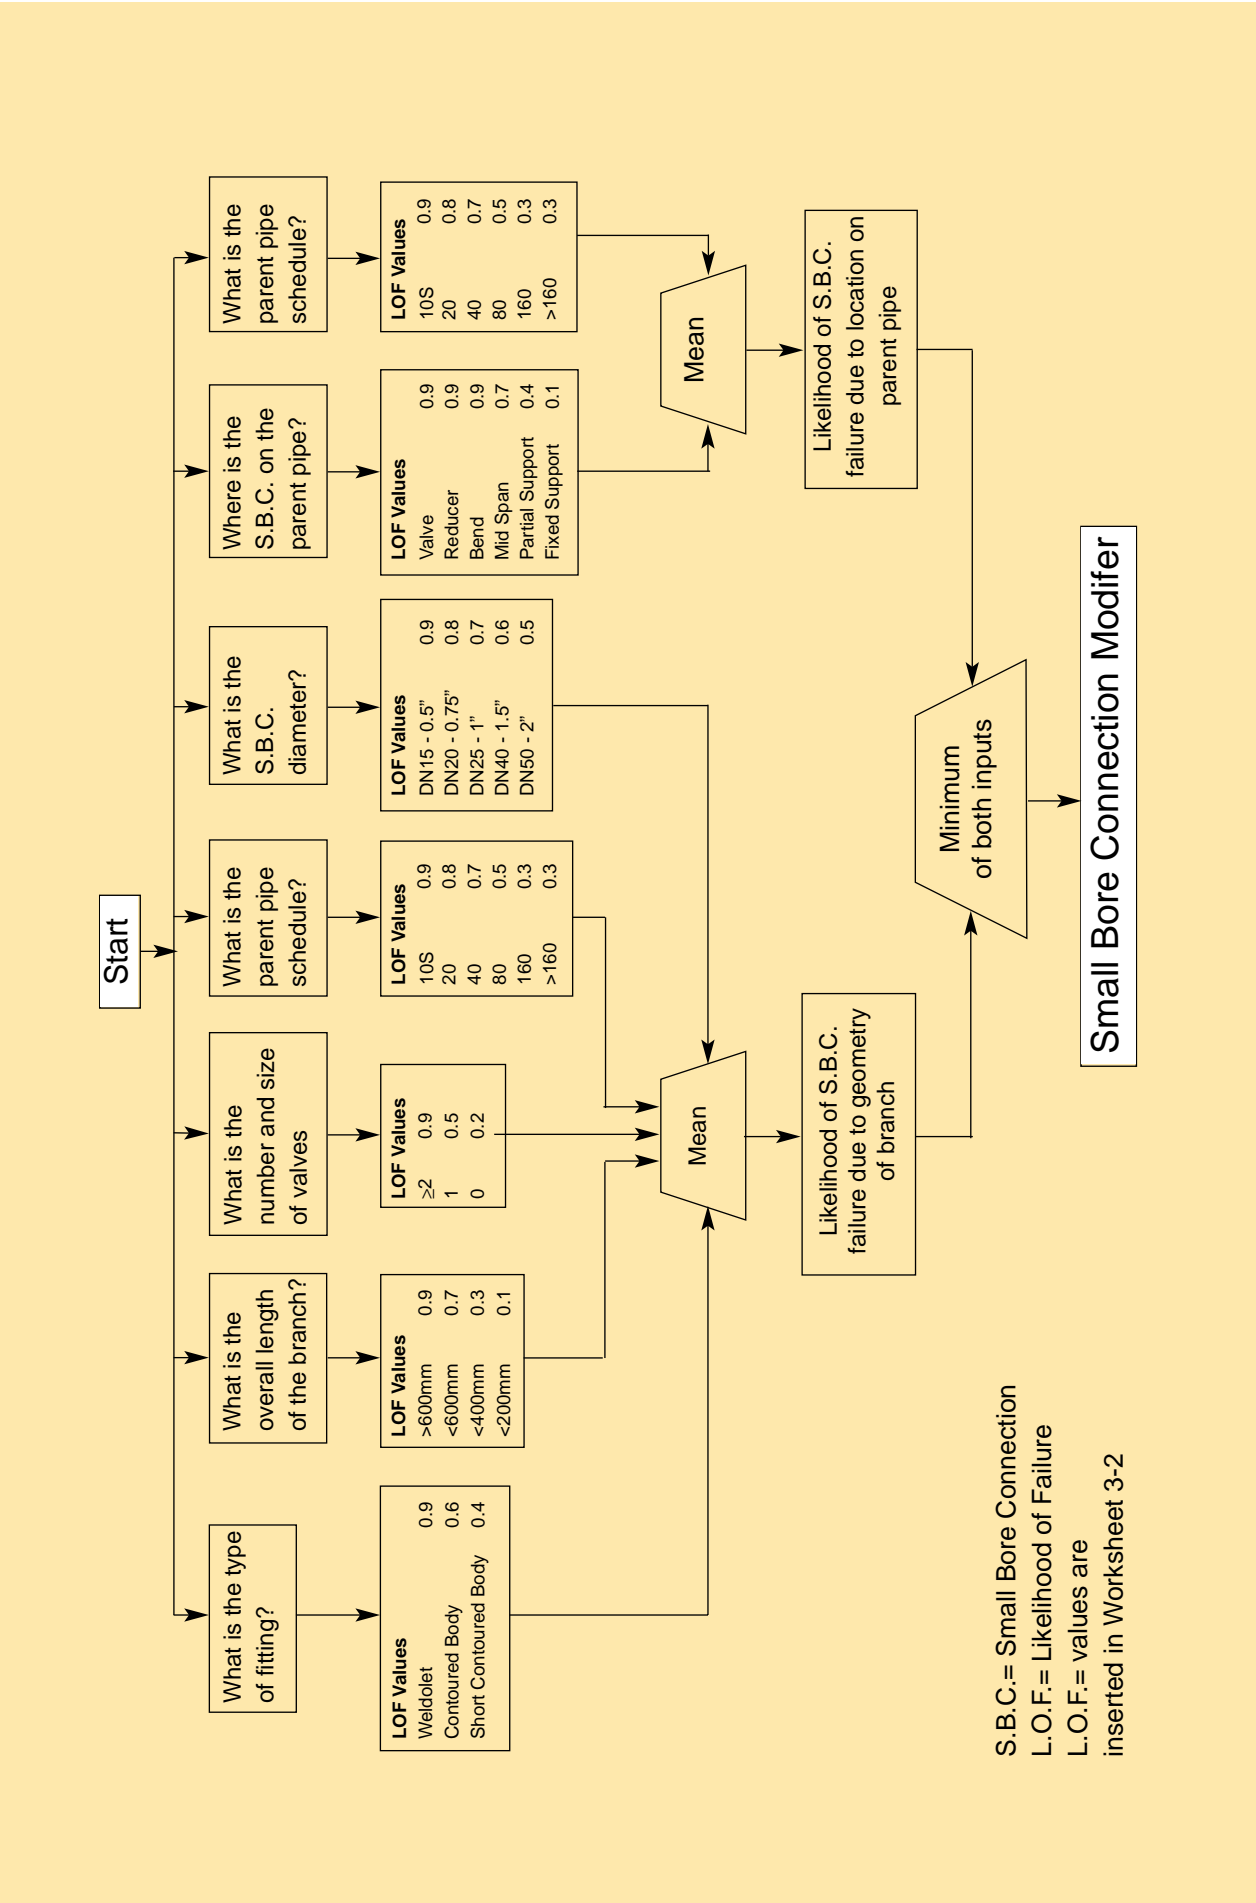 Start
What is the type
of fitting?
What is the
overall length
of the branch?
What is the
number and size
of valves
What is the
parent pipe
schedule?
What is the
S.B.C.
diameter?
Where is the
S.B.C. on the
parent pipe?
What is the
parent pipe
schedule?
LOF Values
Weldolet 0.9
Contoured Body 0.6
Short Contoured Body 0.4
LOF Values
>600mm 0.9
<600mm 0.7
<400mm 0.3
<200mm 0.1
LOF Values
≥2 0.9
1 0.5
0 0.2
LOF Values
10S 0.9
20 0.8
40 0.7
80 0.5
160 0.3
>160 0.3
LOF Values
DN15 - 0.5” 0.9
DN20 - 0.75” 0.8
DN25 - 1” 0.7
DN40 - 1.5” 0.6
DN50 - 2” 0.5
LOF Values
Valve 0.9
Reducer 0.9
Bend 0.9
Mid Span 0.7
Partial Support 0.4
Fixed Support 0.1
LOF Values
10S 0.9
20 0.8
40 0.7
80 0.5
160 0.3
>160 0.3
Mean
Mean
Likelihood of S.B.C.
failure due to geometry
of branch
Likelihood of S.B.C.
failure due to location on
parent pipe
Minimum
of both inputs
Small Bore Connection Modifer
S.B.C.= Small Bore Connection
L.O.F.= Likelihood of Failure
L.O.F.= values are
inserted in Worksheet 3-2